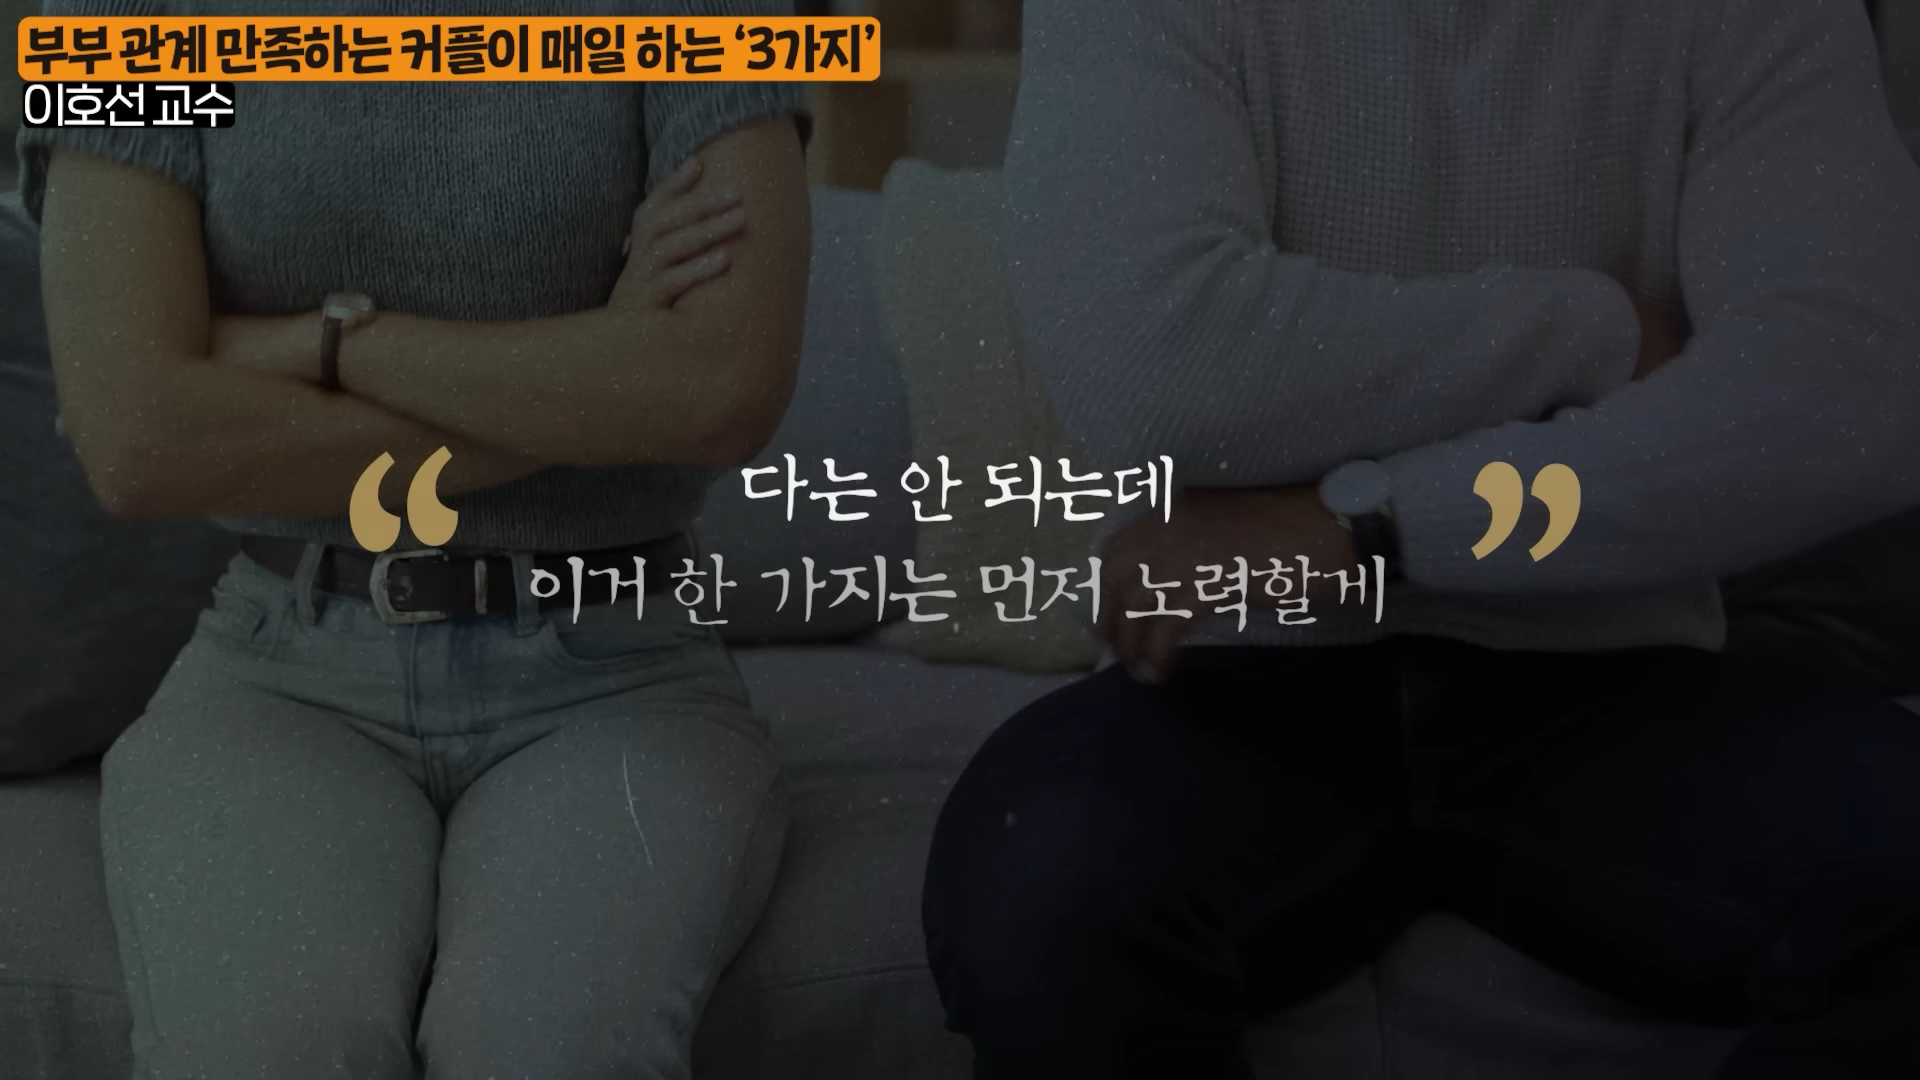 부부 관계 만족하는 커플이 매일 하는 ‘3가지’
이호선 교수
“ 다는 안 되는데
이거 한 가지는 먼저 노력할게 ”